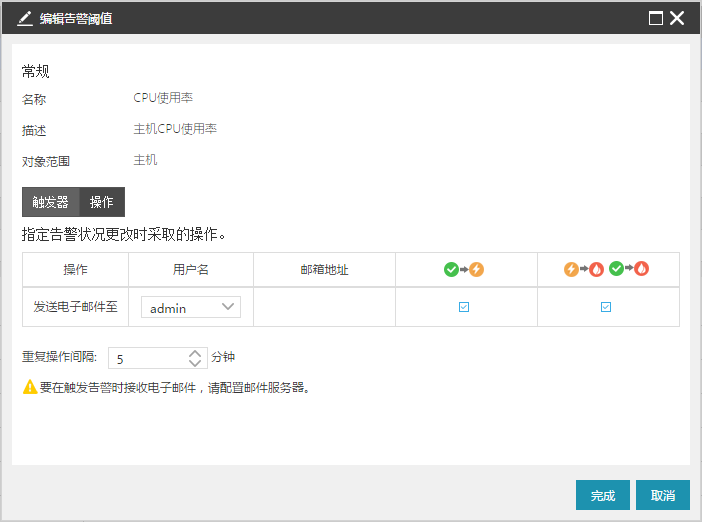 编辑告警阈值
常规
名称 CPU使用率
描述 主机CPU使用率
对象范围 主机
触发器 操作
指定告警状况更改时采取的操作。
操作 用户名 邮箱地址
发送电子邮件至 admin
重复操作间隔: 5 分钟
要在触发告警时接收电子邮件，请配置邮件服务器。
完成 取消